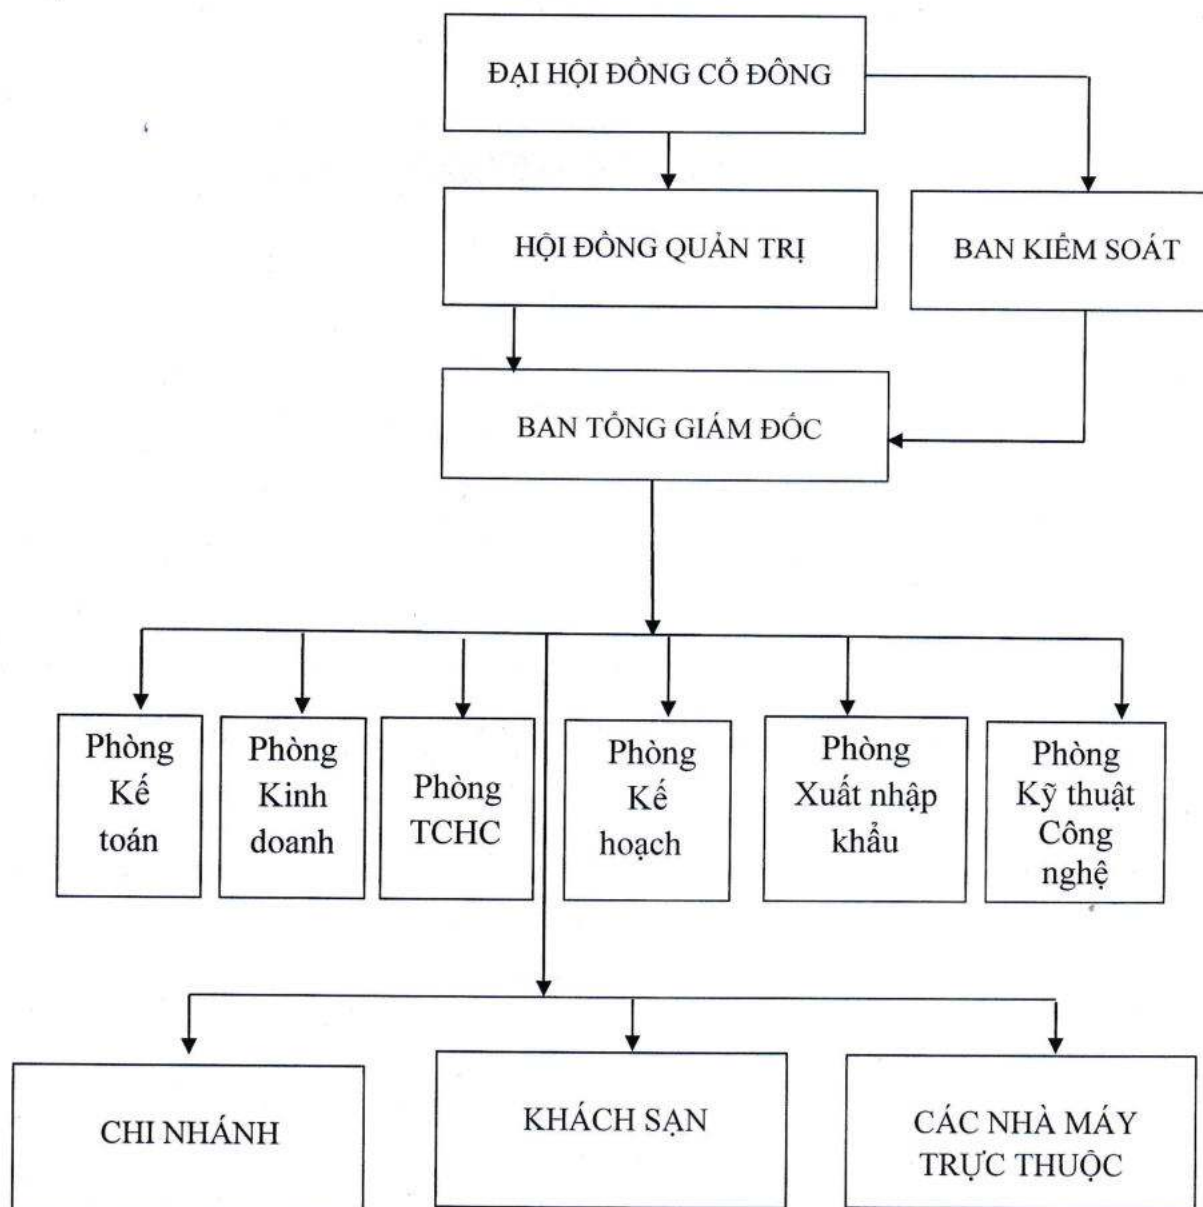 ĐẠI HỘI ĐỒNG CỔ ĐÔNG
HỘI ĐỒNG QUẢN TRỊ
BAN KIỂM SOÁT
BAN TỔNG GIÁM ĐỐC
Phòng
Kế
toán
Phòng
Kinh
doanh
Phòng
TCHC
Phòng
Kế
hoạch
Phòng
Xuất nhập
khẩu
Phòng
Kỹ thuật
Công
nghệ
CHI NHÁNH
KHÁCH SẠN
CÁC NHÀ MÁY
TRỰC THUỘC